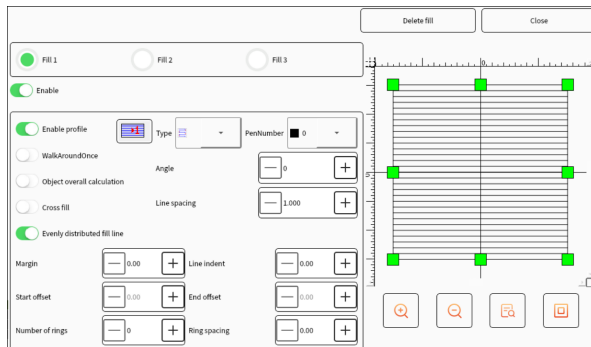 Delete fill
Close
Fill 1
Fill 2
Fill 3
Enable
Enable profile
Type
PenNumber
0
WalkAroundOnce
Angle
0
Object overall calculation
Cross fill
Line spacing
1.000
Evenly distributed fill line
Margin
0.00
Line indent
0.00
Start offset
0.00
End offset
0.00
Number of rings
0
Ring spacing
0.00
0